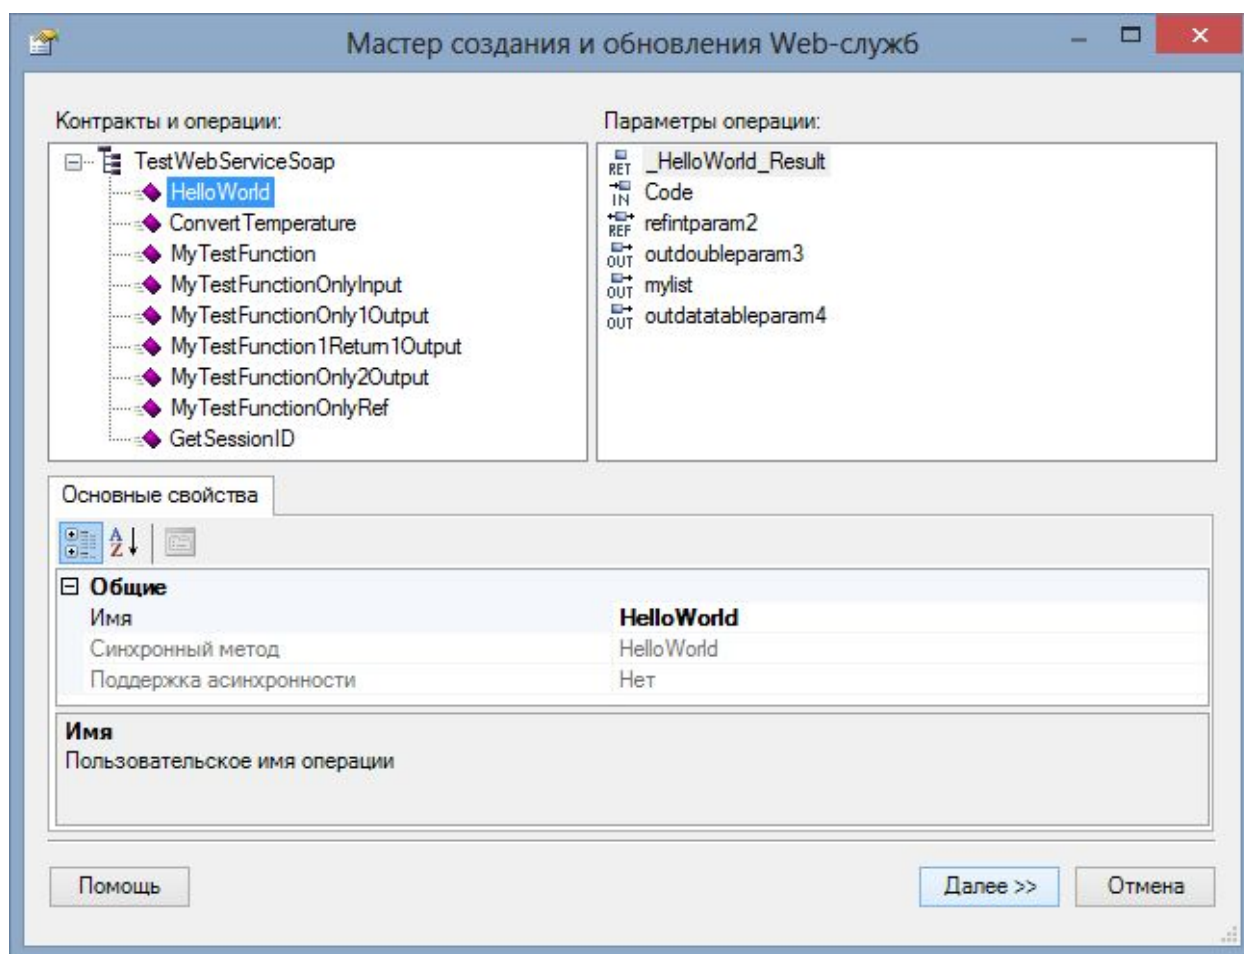 Мастер создания и обновления Web-служб
Контракты и операции:
TestWebServiceSoap
HelloWorld
ConvertTemperature
MyTestFunction
MyTestFunctionOnlyInput
MyTestFunctionOnly1Output
MyTestFunction1Return1Output
MyTestFunctionOnly2Output
MyTestFunctionOnlyRef
GetSessionID
Параметры операции:
RET _HelloWorld_Result
IN Code
REF refintparam2
OUT outdoubleparam3
OUT mylist
OUT outdatatableparam4
Основные свойства
A
Z
Общие
Имя HelloWorld
Синхронный метод HelloWorld
Поддержка асинхронности Нет
Имя
Пользовательское имя операции
Помощь
Далее >>
Отмена